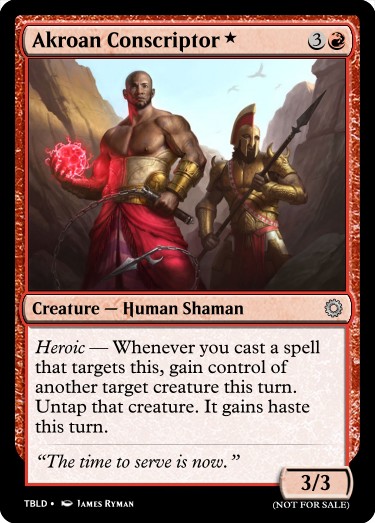 Akroan Conscriptor ★ 3
Creature — Human Shaman
Heroic — Whenever you cast a spell
that targets this, gain control of
another target creature this turn.
Untap that creature. It gains haste
this turn.
“The time to serve is now.”
3/3
TBLD • James Ryman
(NOT FOR SALE)